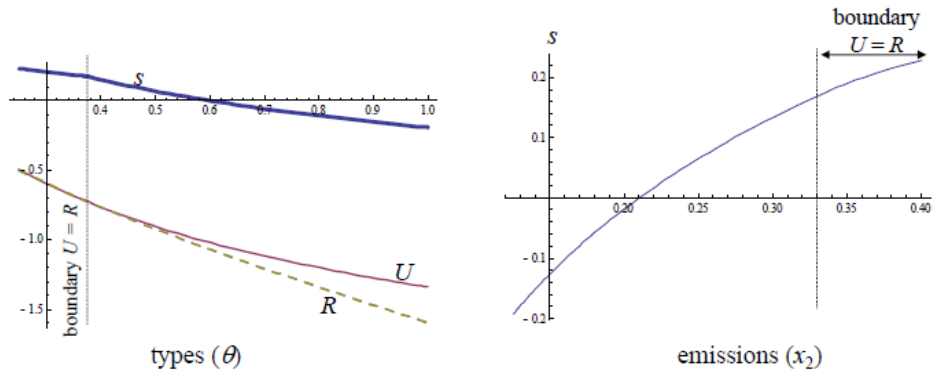 s
0.4 0.5 0.6 0.7 0.8 0.9 1.0
- 0.5
- 1.0
- 1.5
boundary U = R
U
R
types (θ)
boundary
s
U = R
0.2
0.1
0.20 0.25 0.30 0.35 0.40
- 0.1
- 0.2
emissions (x₂)